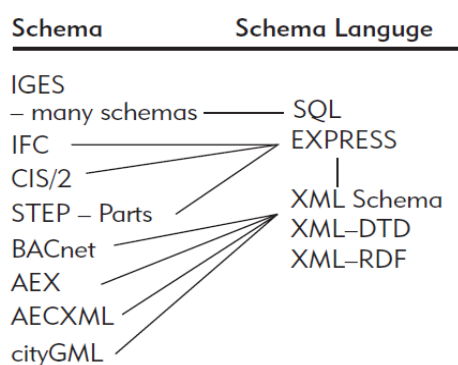 Schema Schema Languge
IGES
– many schemas SQL
IFC EXPRESS
CIS/2
STEP – Parts XML Schema
BACnet XML–DTD
AEX XML–RDF
AECXML
cityGML